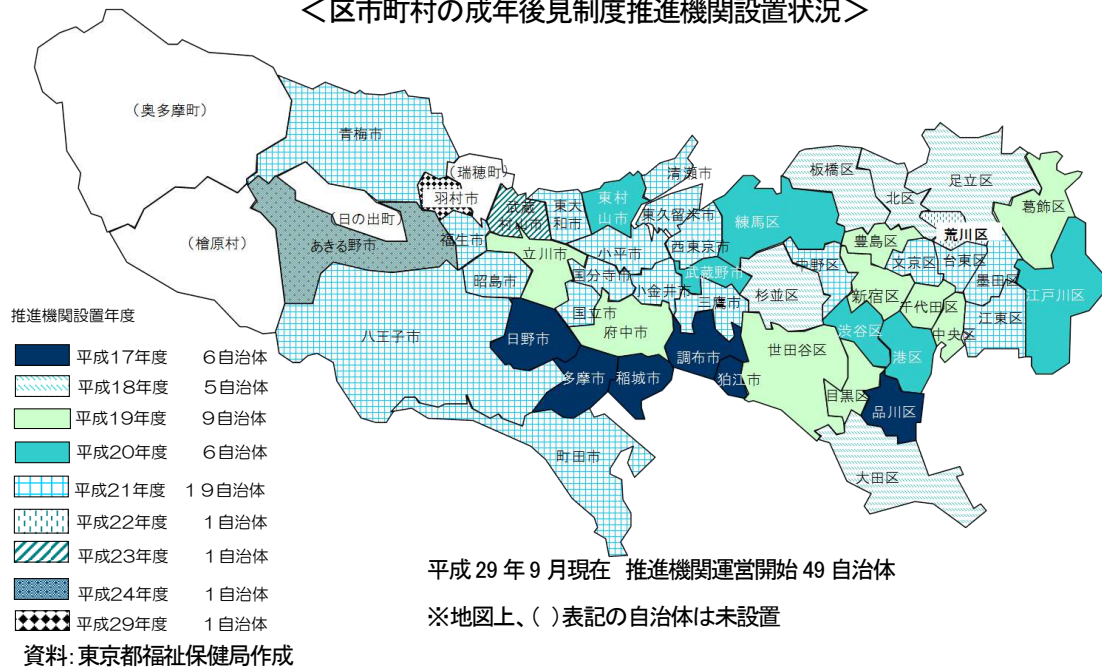 <区市町村の成年後見制度推進機関設置状況>
(奥多摩町)
青梅市
(瑞穂町)
羽村市
武蔵
村山市
東大
和市
東村
山市
清瀬市
東久留米市
(日の出町)
(檜原村)
あきる野市
福生市
立川市
小平市
西東京市
練馬区
板橋区
北区
足立区
葛飾区
荒川区
豊島区
文京区
台東区
墨田区
江戸川区
昭島市
国分寺市
小金井市
武蔵野市
三鷹市
杉並区
中野区
新宿区
千代田区
中央区
江東区
八王子市
日野市
国立市
府中市
調布市
狛江市
世田谷区
渋谷区
港区
目黒区
品川区
多摩市
稲城市
町田市
大田区
推進機関設置年度
平成17年度 6自治体
平成18年度 5自治体
平成19年度 9自治体
平成20年度 6自治体
平成21年度 19自治体
平成22年度 1自治体
平成23年度 1自治体
平成24年度 1自治体
平成29年度 1自治体
平成29年9月現在 推進機関運営開始49自治体
※地図上、( )表記の自治体は未設置
資料:東京都福祉保健局作成